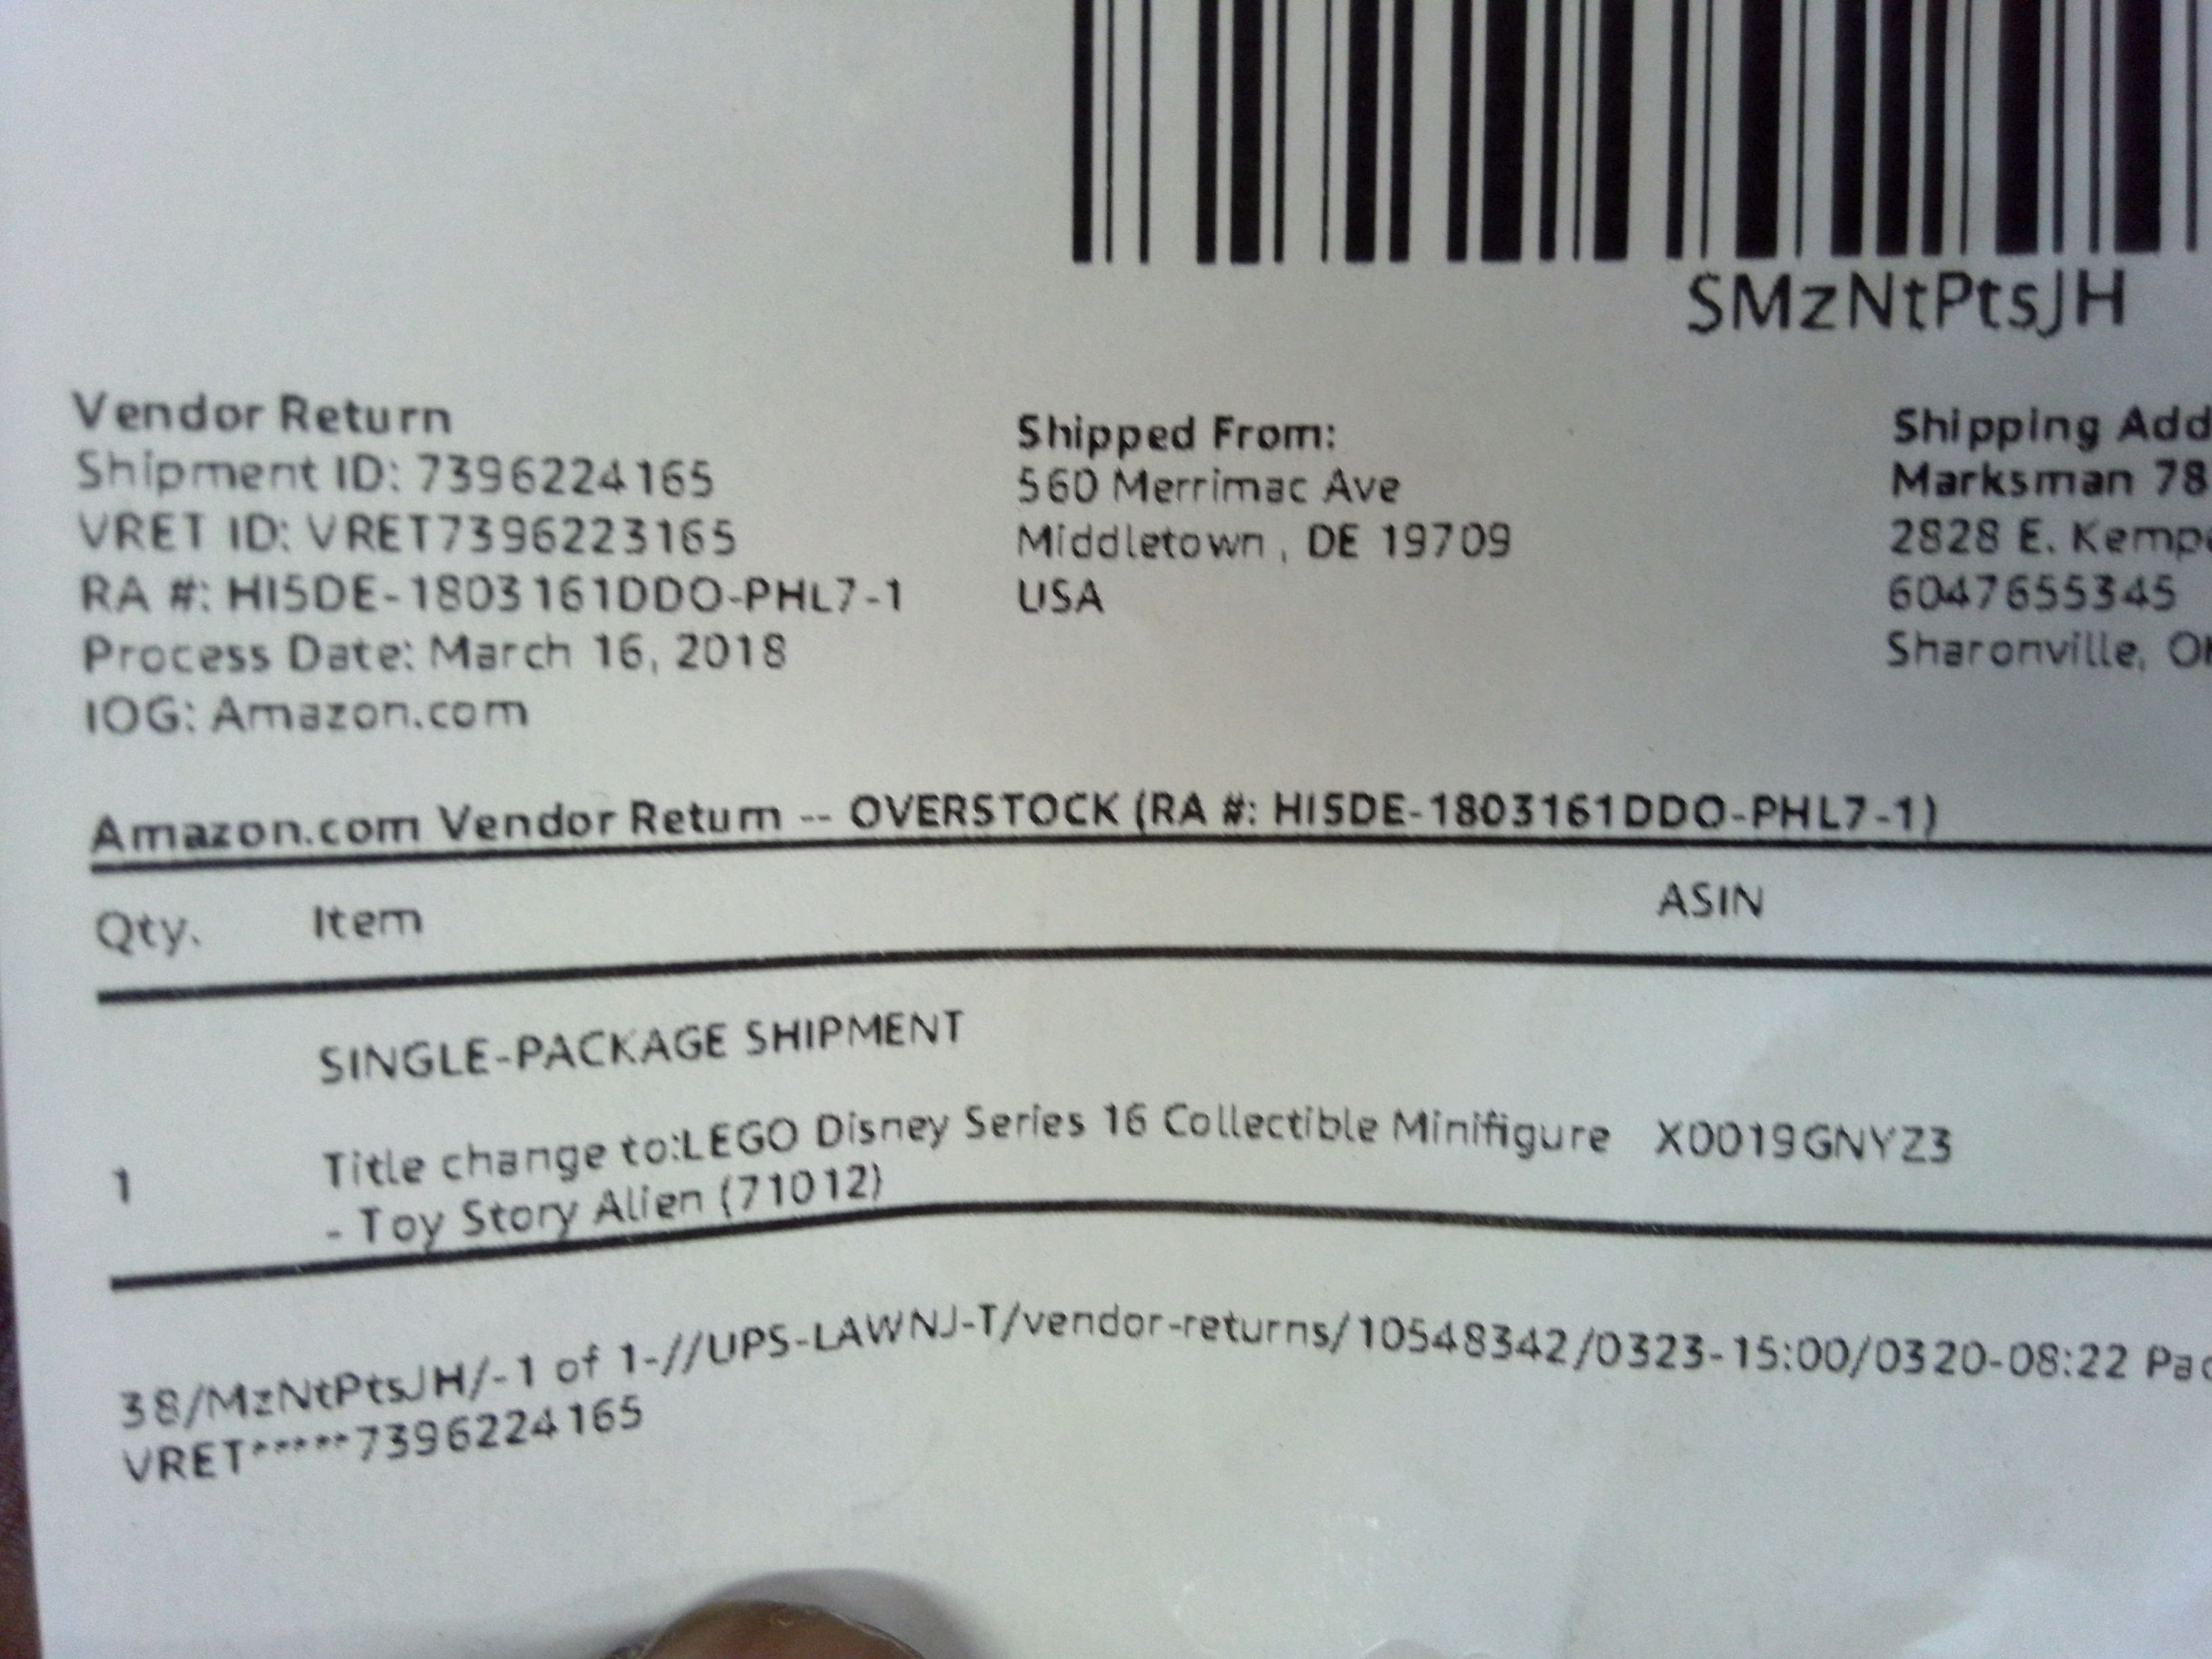 SMzNtPtsJH
Vendor Return
Shipment ID: 7396224165
VRET ID: VRET7396223165
RA #: HI5DE-1803161DDO-PHL7-1
Process Date: March 16, 2018
IOG: Amazon.com
Shipped From:
560 Merrimac Ave
Middletown , DE 19709
USA
Shipping
Marksman 78
2828 E.
6047655345
Sharonville,
Amazon.com Vendor Return -- OVERSTOCK (RA #: HI5DE-1803161DDO-PHL7-1)
Qty. Item ASIN
SINGLE-PACKAGE SHIPMENT
1 Title change to:LEGO Disney Series 16 Collectible Minifigure X0019GNYZ3
- Toy Story Alien (71012)
38/MzNtPtsJH/-1 of 1-//UPS-LAWNJ-T/vendor-returns/10548342/0323-15:00/0320-08:22
VRET*****7396224165